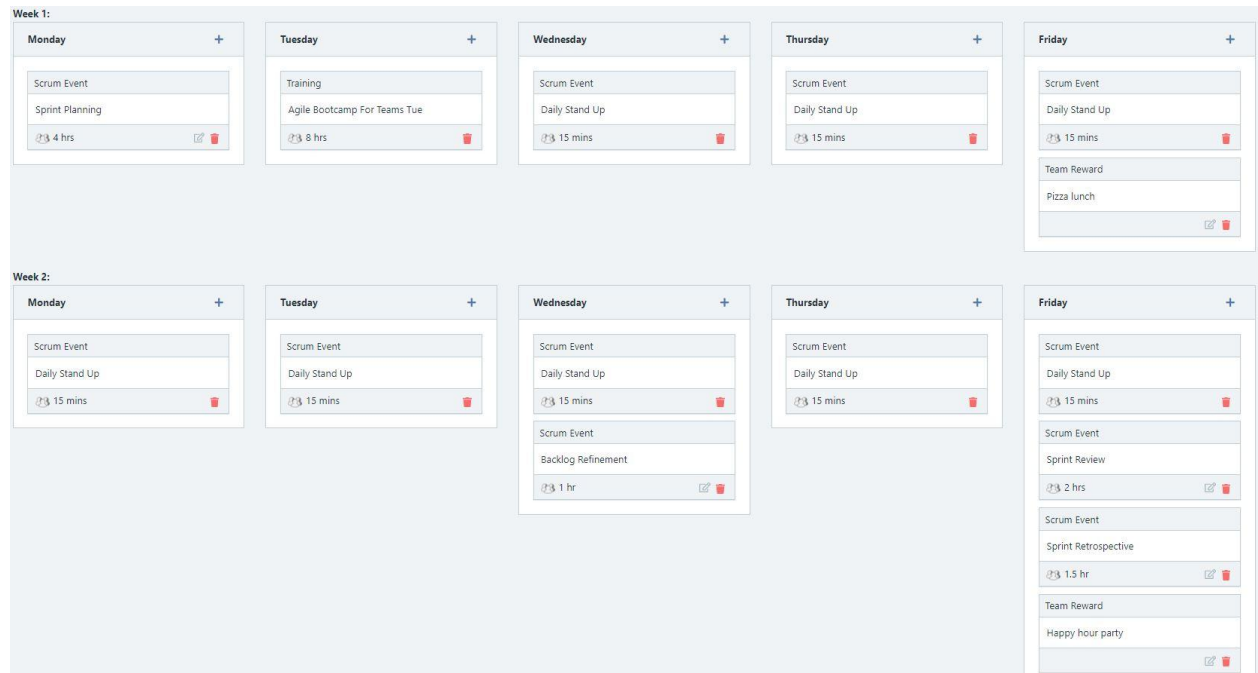 Week 1:
Monday +
Scrum Event
Sprint Planning
4 hrs
Tuesday +
Training
Agile Bootcamp For Teams Tue
8 hrs
Wednesday +
Scrum Event
Daily Stand Up
15 mins
Thursday +
Scrum Event
Daily Stand Up
15 mins
Friday +
Scrum Event
Daily Stand Up
15 mins
Team Reward
Pizza lunch
Week 2:
Monday +
Scrum Event
Daily Stand Up
15 mins
Tuesday +
Scrum Event
Daily Stand Up
15 mins
Wednesday +
Scrum Event
Daily Stand Up
15 mins
Scrum Event
Backlog Refinement
1 hr
Thursday +
Scrum Event
Daily Stand Up
15 mins
Friday +
Scrum Event
Daily Stand Up
15 mins
Scrum Event
Sprint Review
2 hrs
Scrum Event
Sprint Retrospective
1.5 hr
Team Reward
Happy hour party